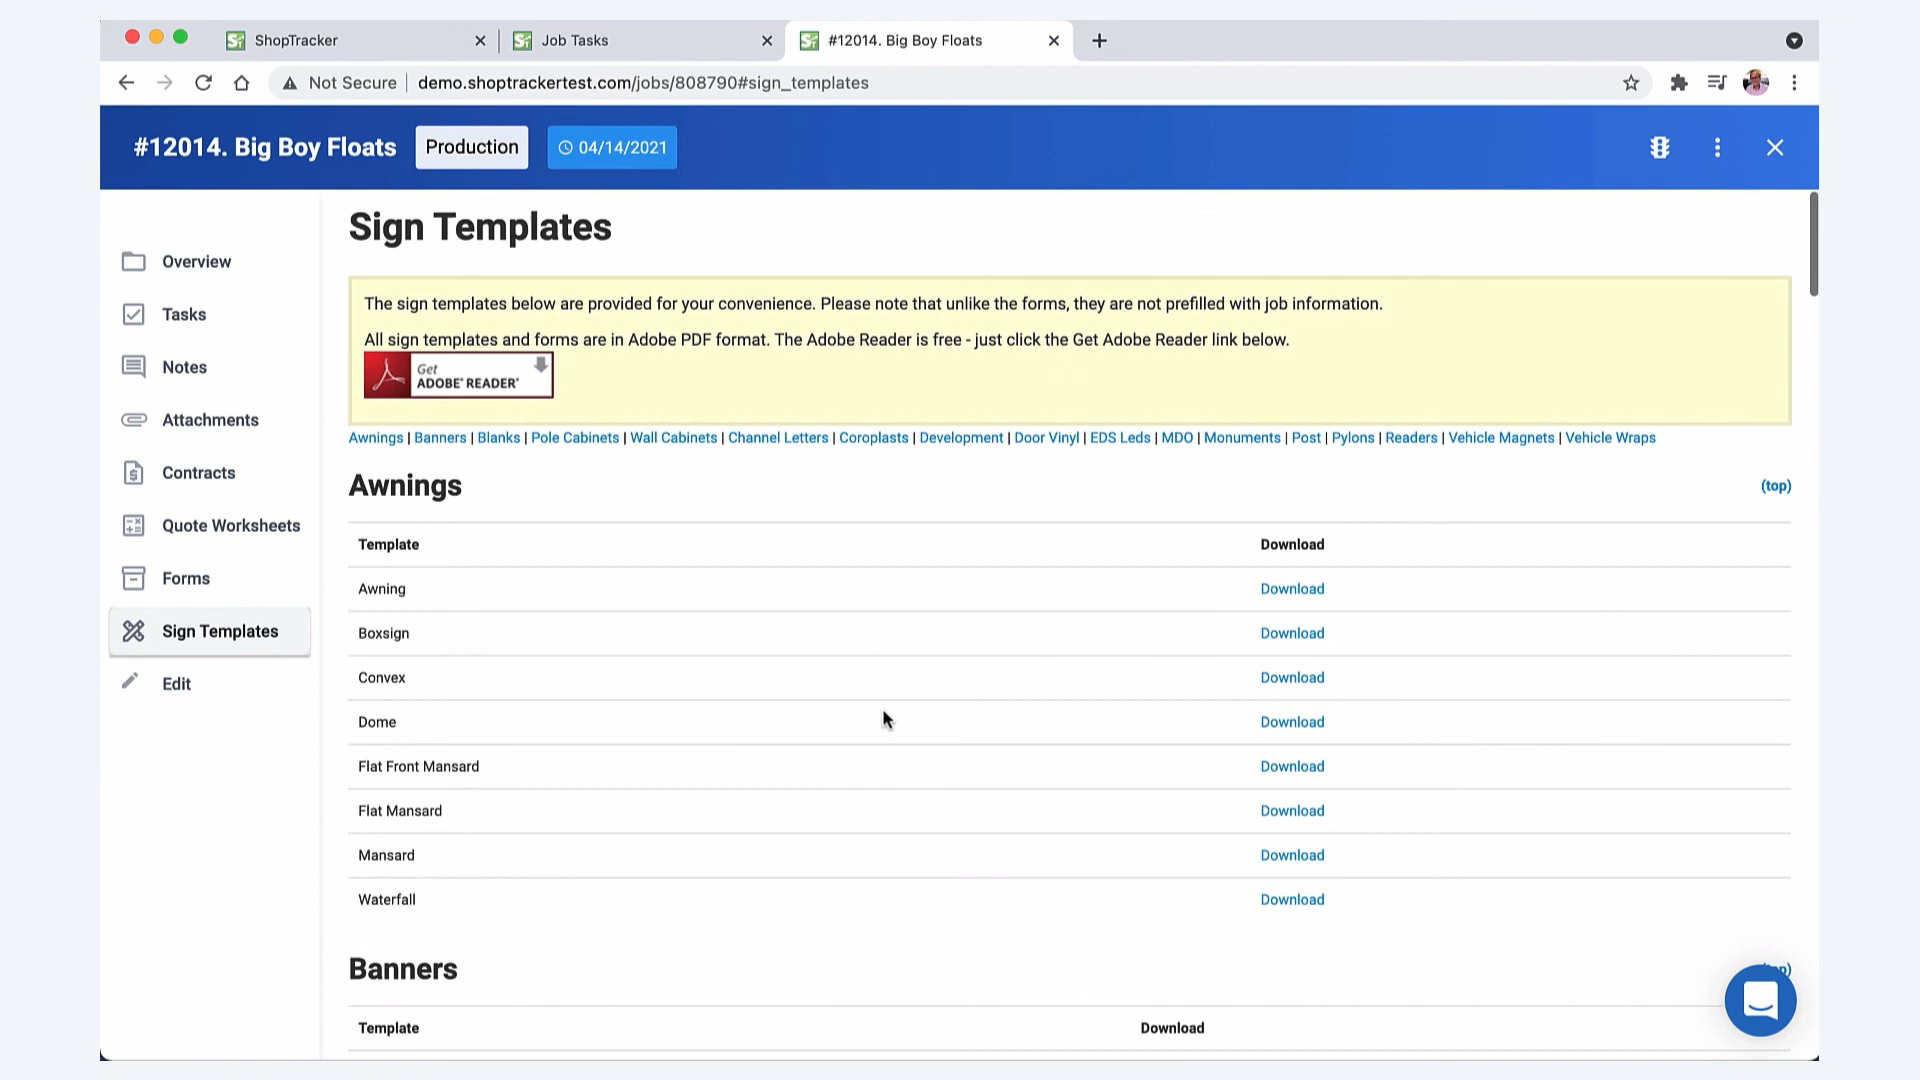 ShopTracker
Job Tasks
#12014. Big Boy Floats
Not Secure
demo.shoptrackertest.com/jobs/808790#sign_templates
#12014. Big Boy Floats
Production
04/14/2021
Overview
Tasks
Notes
Attachments
Contracts
Quote Worksheets
Forms
Sign Templates
Edit
Sign Templates
The sign templates below are provided for your convenience. Please note that unlike the forms, they are not prefilled with job information.
All sign templates and forms are in Adobe PDF format. The Adobe Reader is free - just click the Get Adobe Reader link below.
Get
ADOBE® READER®
Awnings | Banners | Blanks | Pole Cabinets | Wall Cabinets | Channel Letters | Coroplasts | Development | Door Vinyl | EDS Leds | MDO | Monuments | Post | Pylons | Readers | Vehicle Magnets | Vehicle Wraps
Awnings (top)
Template Download
Awning Download
Boxsign Download
Convex Download
Dome Download
Flat Front Mansard Download
Flat Mansard Download
Mansard Download
Waterfall Download
Banners
Template Download